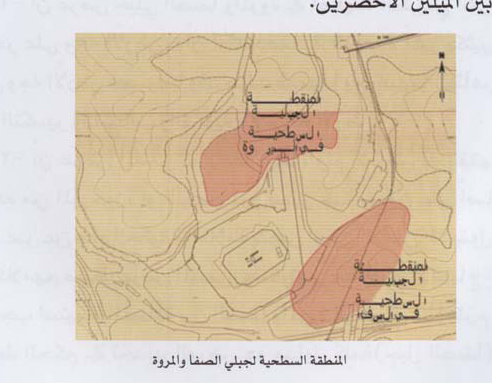 بين الميلين الأخضرين.
N
المنطقة
الجبلية
السطحية
في المروة
المنطقة
الجبلية
السطحية
في الصفا
المنطقة السطحية لجبلي الصفا والمروة